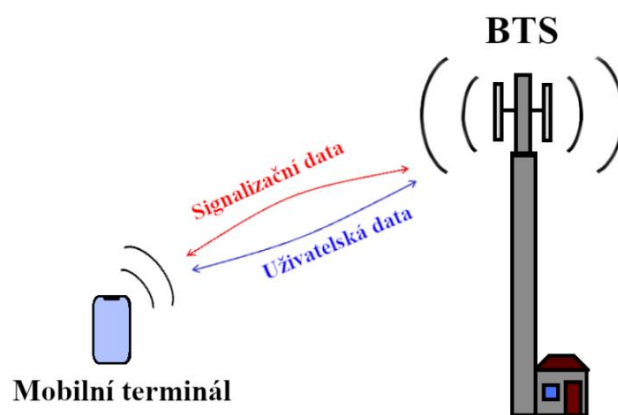 BTS
Signalizační data
Uživatelská data
Mobilní terminál